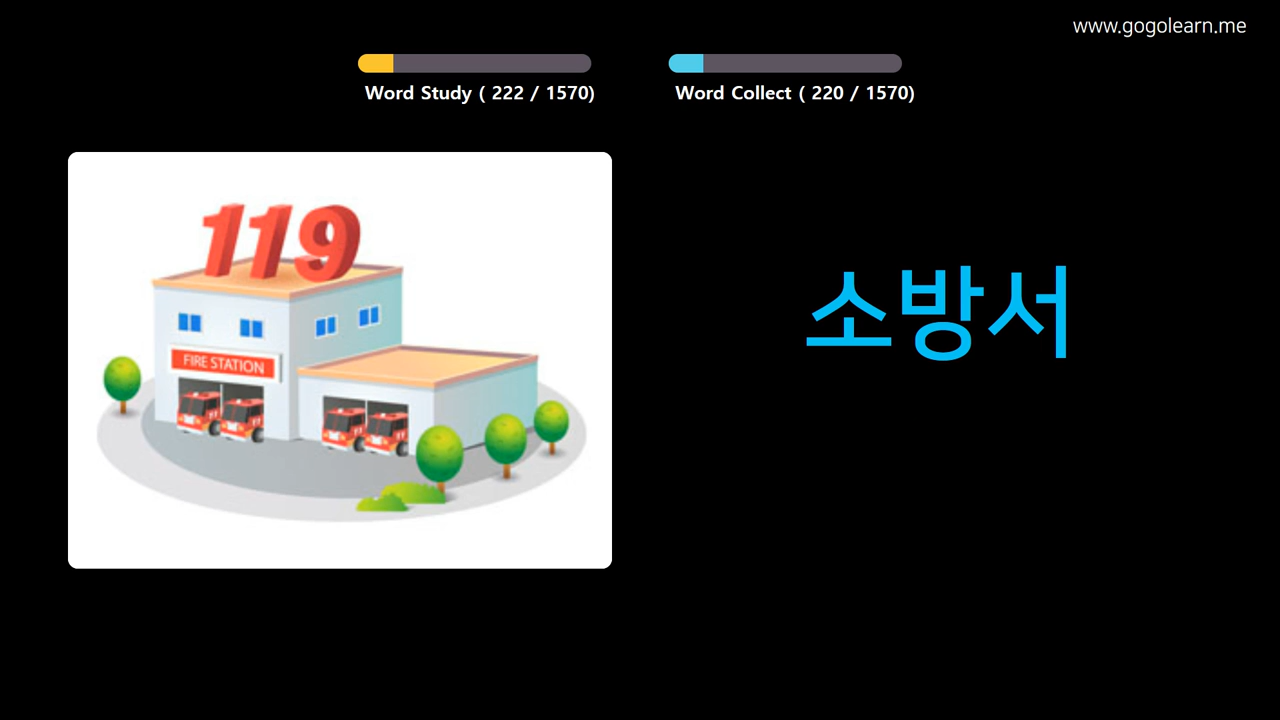 www.gogolearn.me
Word Study ( 222 / 1570)
Word Collect ( 220 / 1570)
119
FIRE STATION
소방서